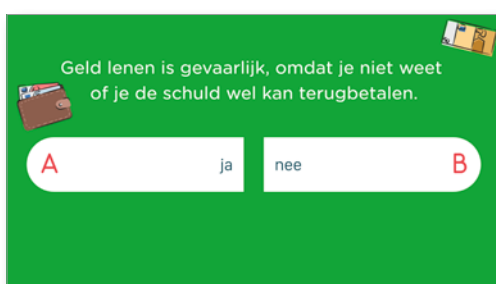 Geld lenen is gevaarlijk, omdat je niet weet
of je de schuld wel kan terugbetalen.
A ja nee B